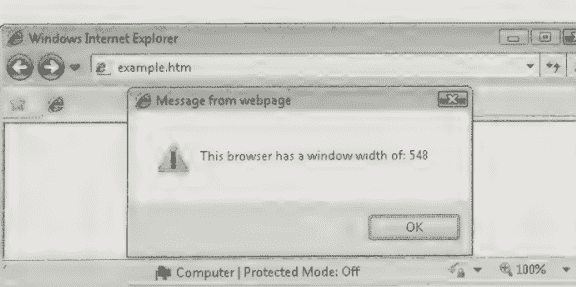 Windows Internet Explorer
example.htm
Message from webpage
This browser has a window width of: 548
OK
Computer | Protected Mode: Off
100%